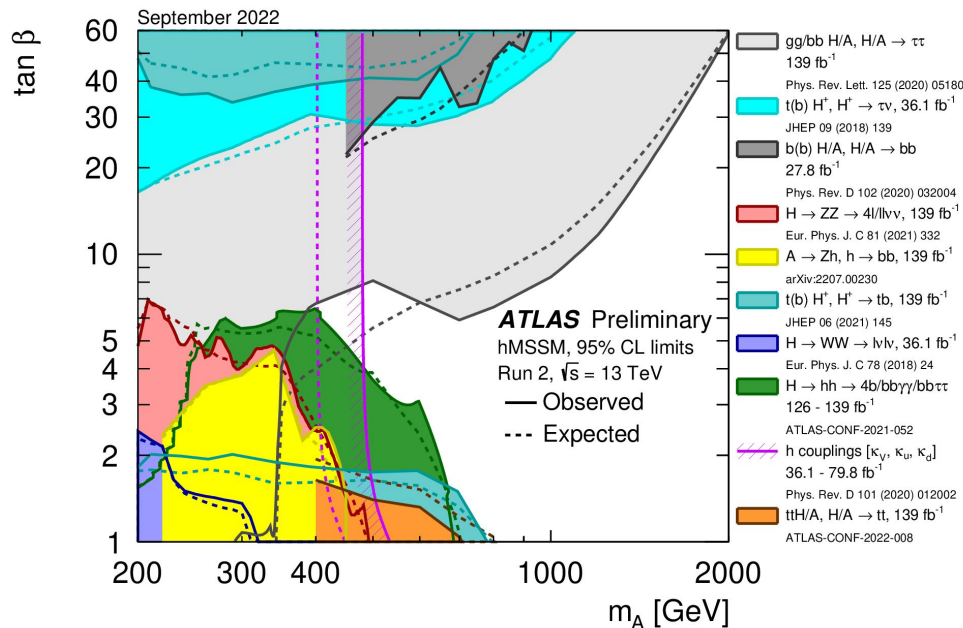 September 2022
tan β
60
40
30
20
10
5
4
3
2
1
200
300
400
1000
2000
m_A [GeV]
ATLAS Preliminary
hMSSM, 95% CL limits
Run 2, √s = 13 TeV
Observed
Expected
gg/bb H/A, H/A → ττ
139 fb⁻¹
Phys. Rev. Lett. 125 (2020) 05180
t(b) H⁺, H⁺ → τν, 36.1 fb⁻¹
JHEP 09 (2018) 139
b(b) H/A, H/A → bb
27.8 fb⁻¹
Phys. Rev. D 102 (2020) 032004
H → ZZ → 4l/llνν, 139 fb⁻¹
Eur. Phys. J. C 81 (2021) 332
A → Zh, h → bb, 139 fb⁻¹
arXiv:2207.00230
t(b) H⁺, H⁺ → tb, 139 fb⁻¹
JHEP 06 (2021) 145
H → WW → lνlν, 36.1 fb⁻¹
Eur. Phys. J. C 78 (2018) 24
H → hh → 4b/bbγγ/bbττ
126 - 139 fb⁻¹
ATLAS-CONF-2021-052
h couplings [κ_V, κ_u, κ_d]
36.1 - 79.8 fb⁻¹
Phys. Rev. D 101 (2020) 012002
ttH/A, H/A → tt, 139 fb⁻¹
ATLAS-CONF-2022-008